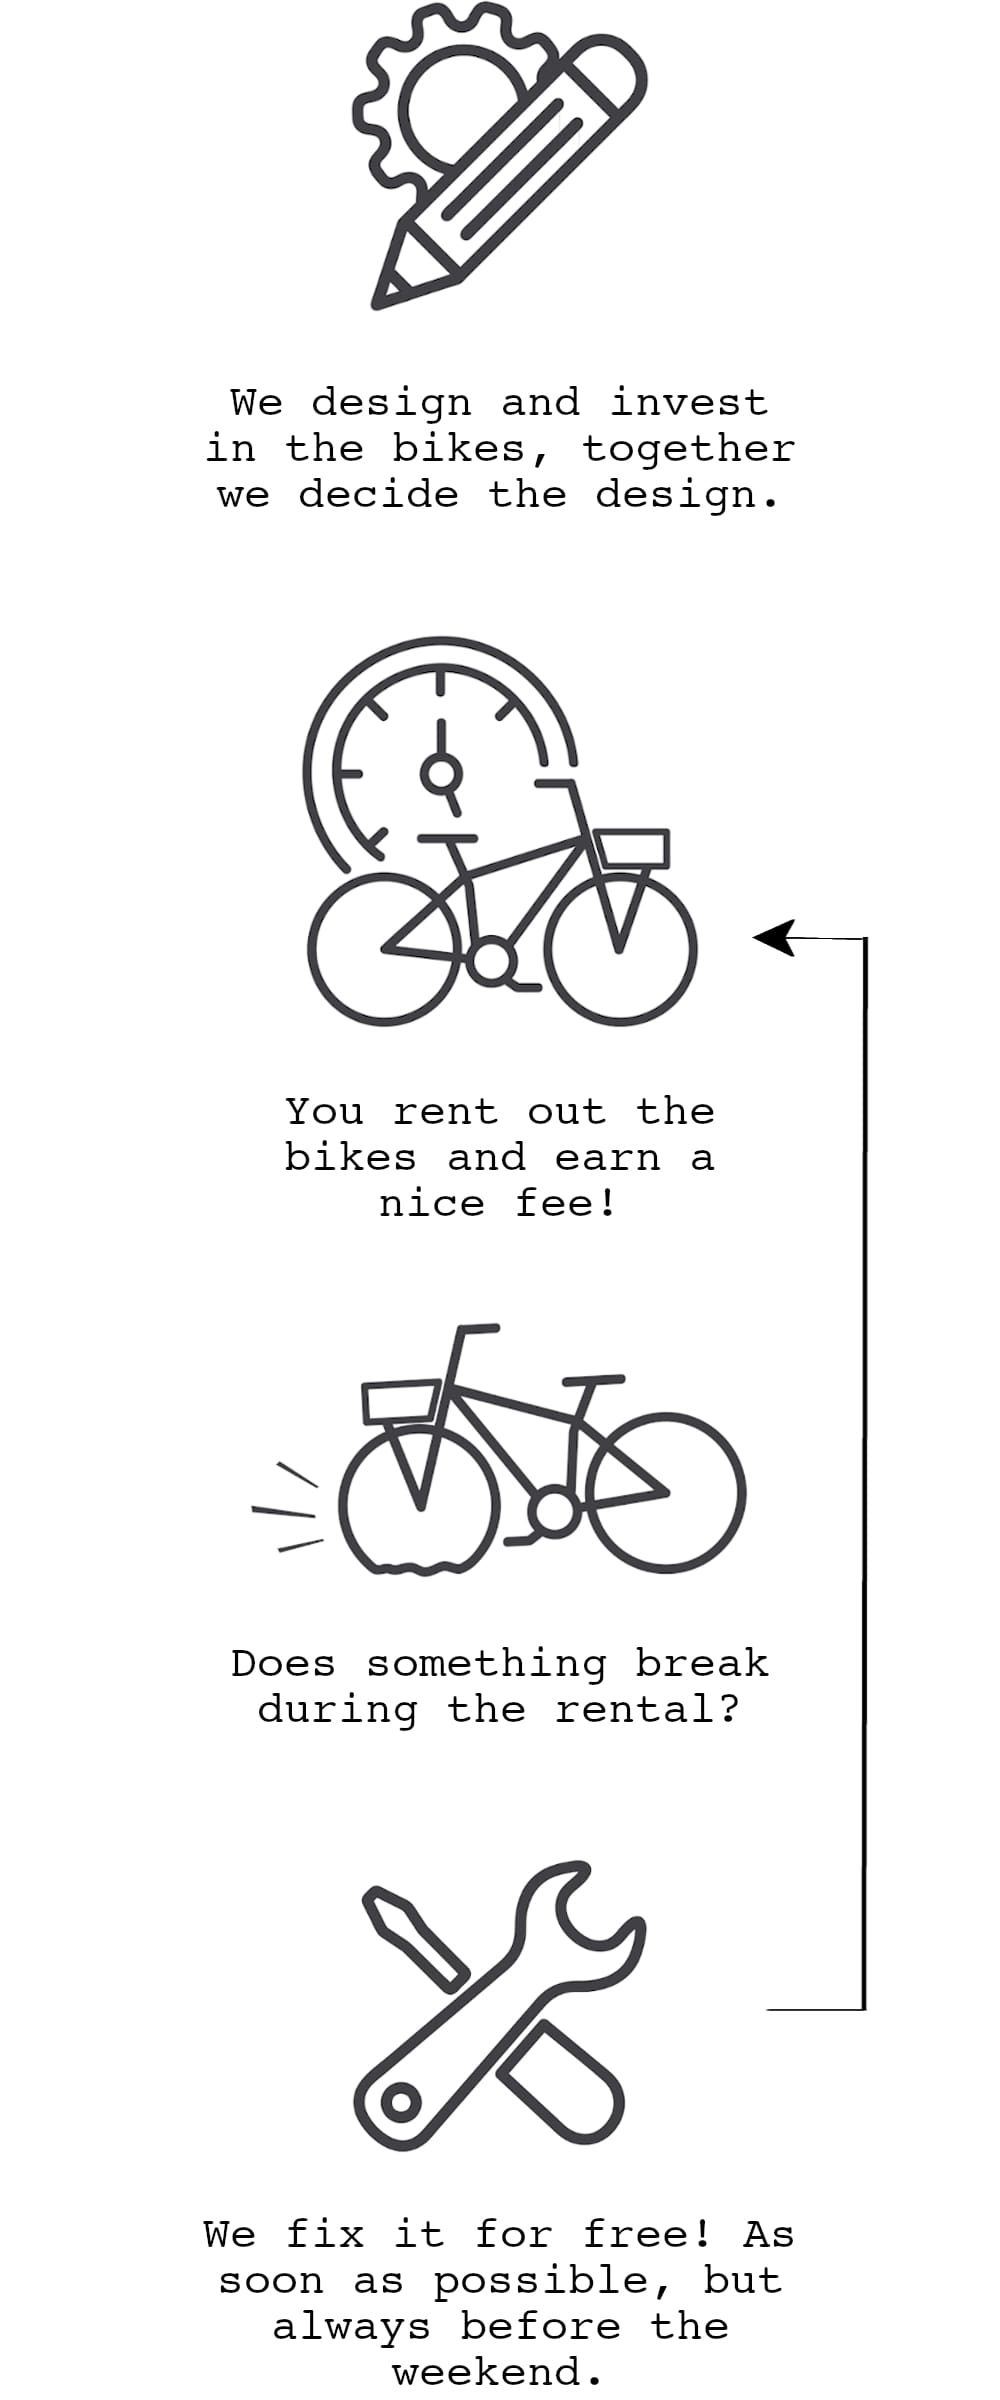 We design and invest
in the bikes, together
we decide the design.
You rent out the
bikes and earn a
nice fee!
Does something break
during the rental?
We fix it for free! As
soon as possible, but
always before the
weekend.